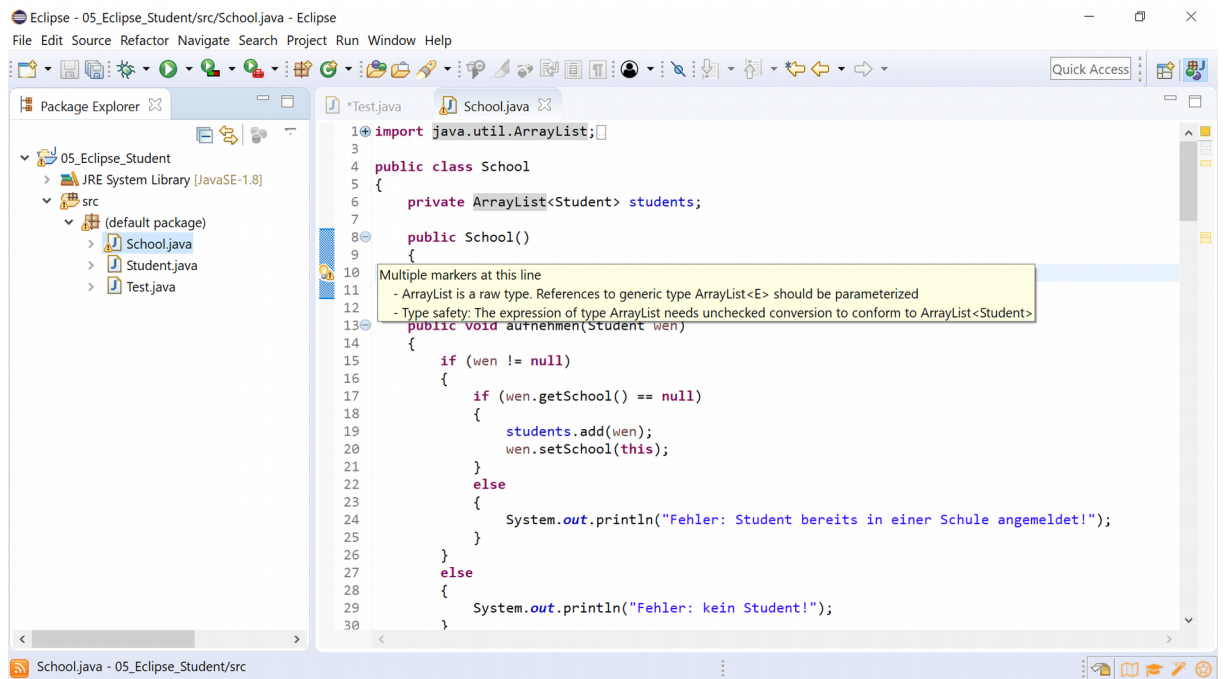 Eclipse - 05_Eclipse_Student/src/School.java - Eclipse
File Edit Source Refactor Navigate Search Project Run Window Help
Quick Access
Package Explorer
*Test.java School.java
05_Eclipse_Student
JRE System Library [JavaSE-1.8]
src
(default package)
School.java
Student.java
Test.java
1 import java.util.ArrayList;
3
4 public class School
5 {
6 private ArrayList<Student> students;
7
8 public School()
9 {
10
11
12
Multiple markers at this line
- ArrayList is a raw type. References to generic type ArrayList<E> should be parameterized
- Type safety: The expression of type ArrayList needs unchecked conversion to conform to ArrayList<Student>
13 public void aufnehmen(Student wen)
14 {
15 if (wen != null)
16 {
17 if (wen.getSchool() == null)
18 {
19 students.add(wen);
20 wen.setSchool(this);
21 }
22 else
23 {
24 System.out.println("Fehler: Student bereits in einer Schule angemeldet!");
25 }
26 }
27 else
28 {
29 System.out.println("Fehler: kein Student!");
30 }
School.java - 05_Eclipse_Student/src